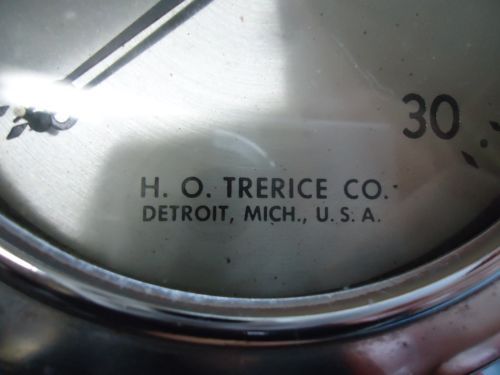 30
H. O. TRERICE CO.
DETROIT, MICH., U. S. A.